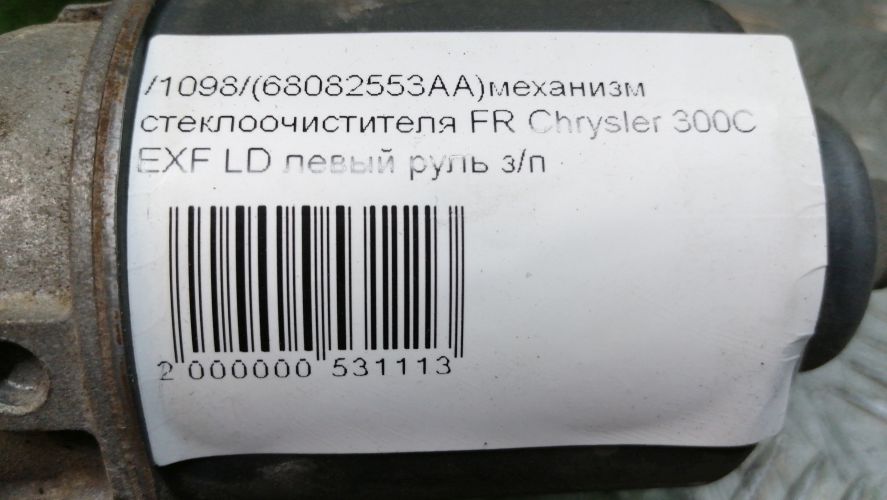 /1098/(68082553AA)механизм
стеклоочистителя FR Chrysler 300C
EXF LD левый руль з/п
2 000000 531113